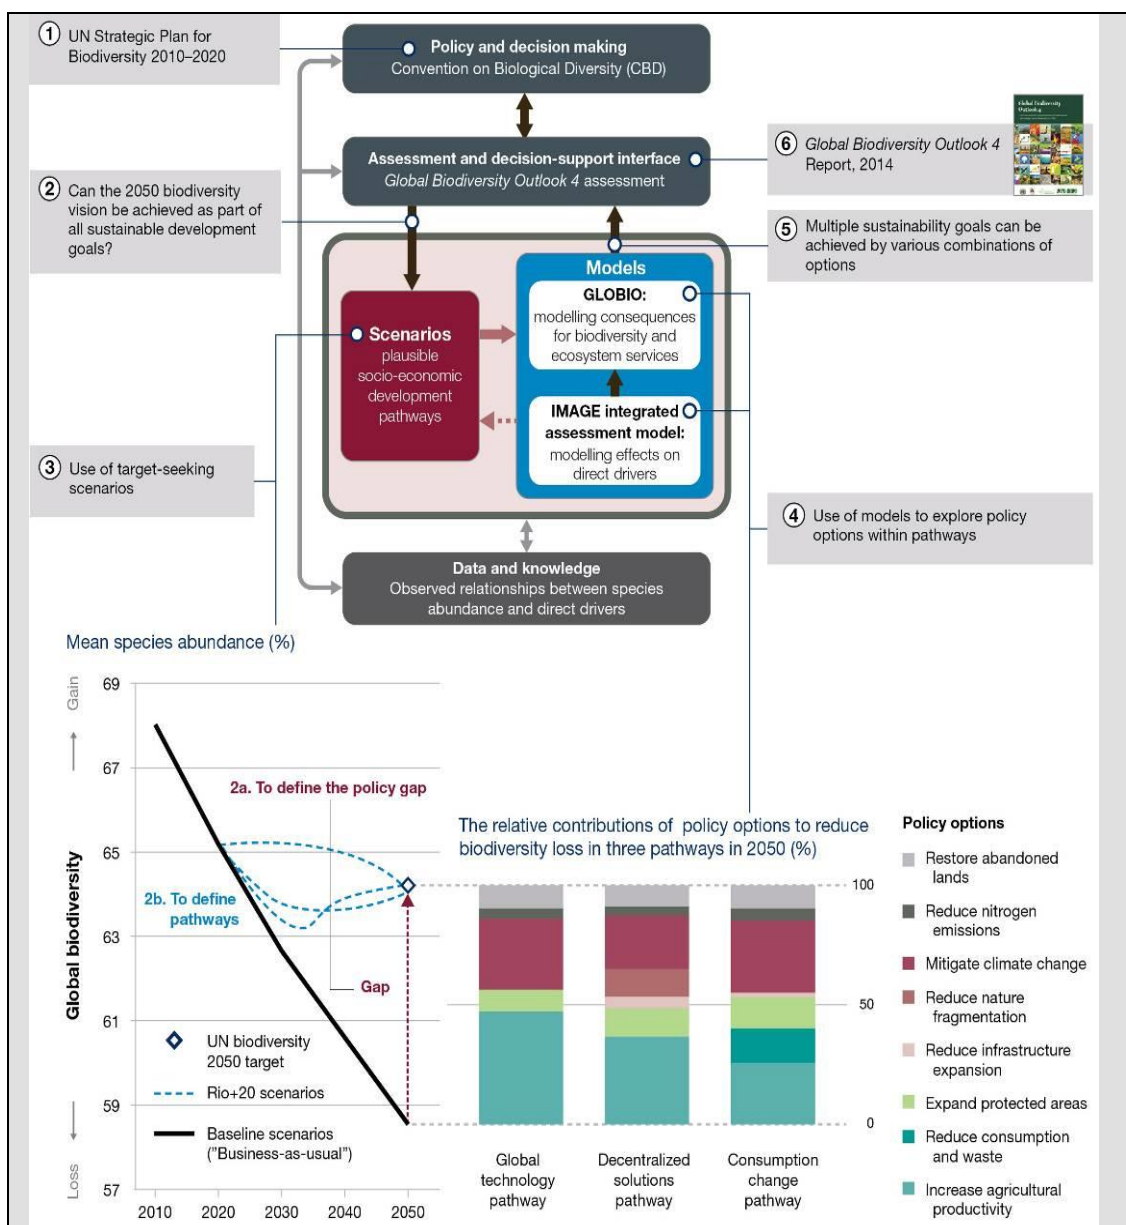 1 UN Strategic Plan for
Biodiversity 2010–2020
Policy and decision making
Convention on Biological Diversity (CBD)
Assessment and decision-support interface
Global Biodiversity Outlook 4 assessment
Global Biodiversity
Outlook 4
6 Global Biodiversity Outlook 4
Report, 2014
2 Can the 2050 biodiversity
vision be achieved as part of
all sustainable development
goals?
5 Multiple sustainability goals can be
achieved by various combinations of
options
Models
GLOBIO:
modelling consequences
for biodiversity and
ecosystem services
Scenarios
plausible
socio-economic
development
pathways
IMAGE integrated
assessment model:
modelling effects on
direct drivers
3 Use of target-seeking
scenarios
4 Use of models to explore policy
options within pathways
Data and knowledge
Observed relationships between species
abundance and direct drivers
Mean species abundance (%)
Gain
Global biodiversity
Loss
69
67
65
63
61
59
57
2010 2020 2030 2040 2050
2a. To define the policy gap
2b. To define
pathways
Gap
UN biodiversity
2050 target
Rio+20 scenarios
Baseline scenarios
("Business-as-usual")
The relative contributions of policy options to reduce
biodiversity loss in three pathways in 2050 (%)
100
50
0
Global
technology
pathway
Decentralized
solutions
pathway
Consumption
change
pathway
Policy options
Restore abandoned
lands
Reduce nitrogen
emissions
Mitigate climate change
Reduce nature
fragmentation
Reduce infrastructure
expansion
Expand protected areas
Reduce consumption
and waste
Increase agricultural
productivity